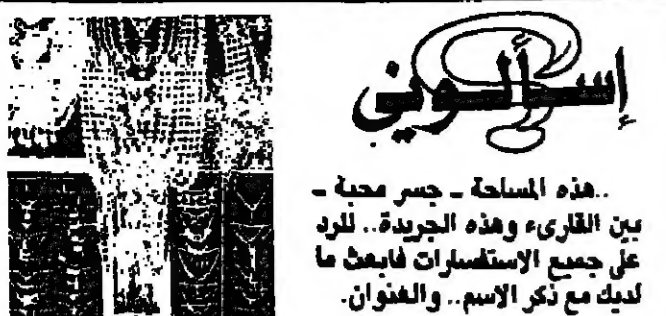 إسألوني
..هذه المساحة ـ جسر محبة ـ
بين القارىء وهذه الجريدة.. للرد
على جميع الإستفسارات فابعث ما
لديك مع ذكر الاسم.. والعنوان.